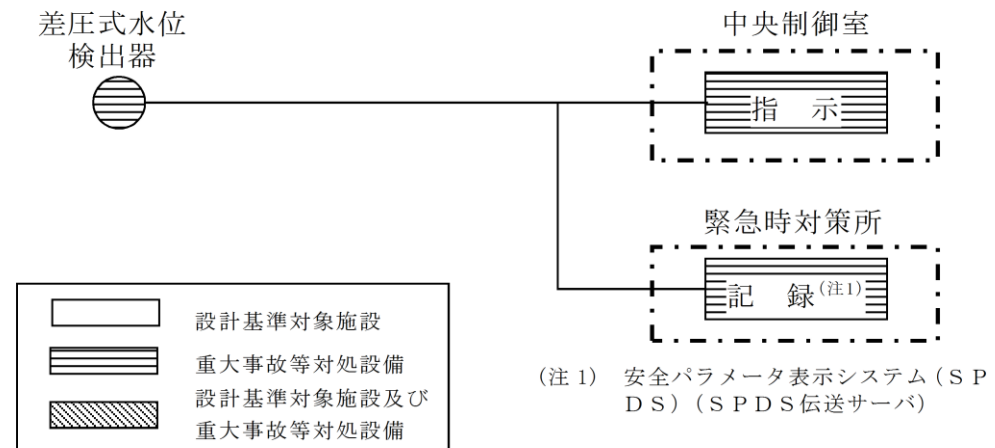 差圧式水位
検出器
中央制御室
指　示
緊急時対策所
記　録(注1)
設計基準対象施設
重大事故等対処設備
設計基準対象施設及び
重大事故等対処設備
(注 1)　安全パラメータ表示システム（ＳＰ
ＤＳ）（ＳＰＤＳ伝送サーバ）